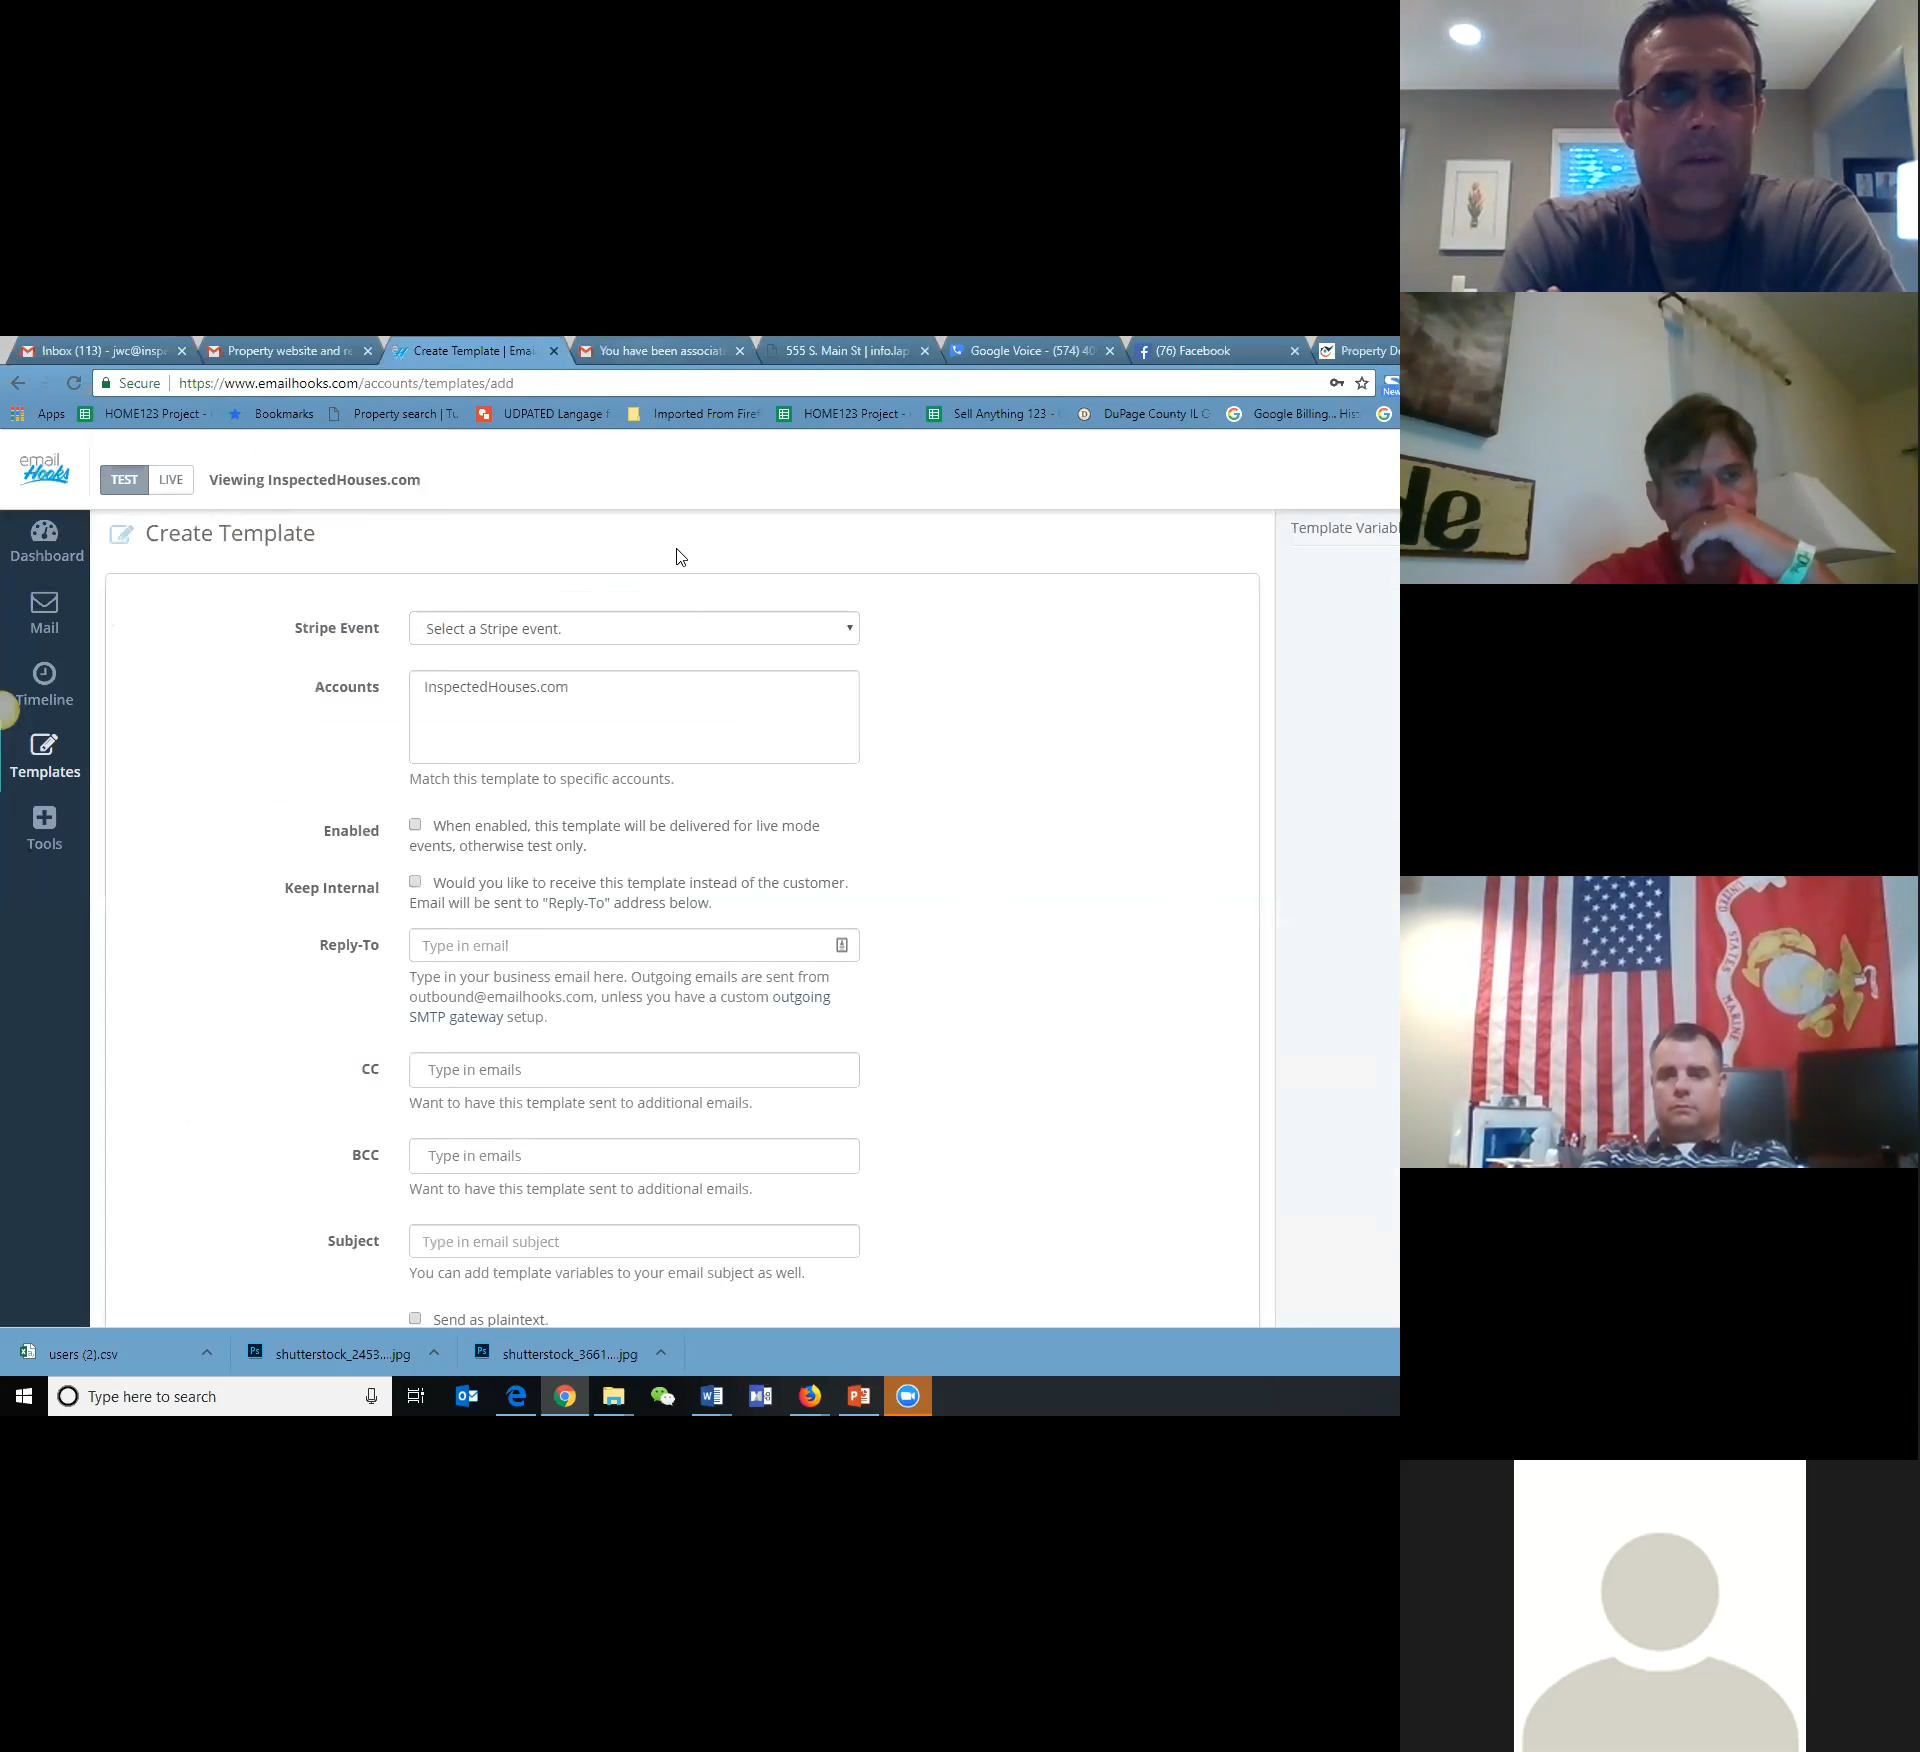 Inbox (113) - jwc@insp
Property website and re
Create Template | Emai
You have been associat
555 S. Main St | info.lap
Google Voice - (574) 40
(76) Facebook
Property De
Secure
https://www.emailhooks.com/accounts/templates/add
New
Apps
HOME123 Project -
Bookmarks
Property search | Tu
UDPATED Langage f
Imported From Firef
HOME123 Project -
Sell Anything 123 -
DuPage County IL
Google Billing... Hist
email
Hooks
TEST
LIVE
Viewing InspectedHouses.com
Dashboard
Mail
Timeline
Templates
Tools
Create Template
Template Variab
Stripe Event
Select a Stripe event.
Accounts
InspectedHouses.com
Match this template to specific accounts.
Enabled
When enabled, this template will be delivered for live mode
events, otherwise test only.
Keep Internal
Would you like to receive this template instead of the customer.
Email will be sent to "Reply-To" address below.
Reply-To
Type in email
Type in your business email here. Outgoing emails are sent from
outbound@emailhooks.com, unless you have a custom outgoing
SMTP gateway setup.
CC
Type in emails
Want to have this template sent to additional emails.
BCC
Type in emails
Want to have this template sent to additional emails.
Subject
Type in email subject
You can add template variables to your email subject as well.
Send as plaintext.
users (2).csv
shutterstock_2453....jpg
shutterstock_3661....jpg
Type here to search
de
UNITED
STATES
MARINE